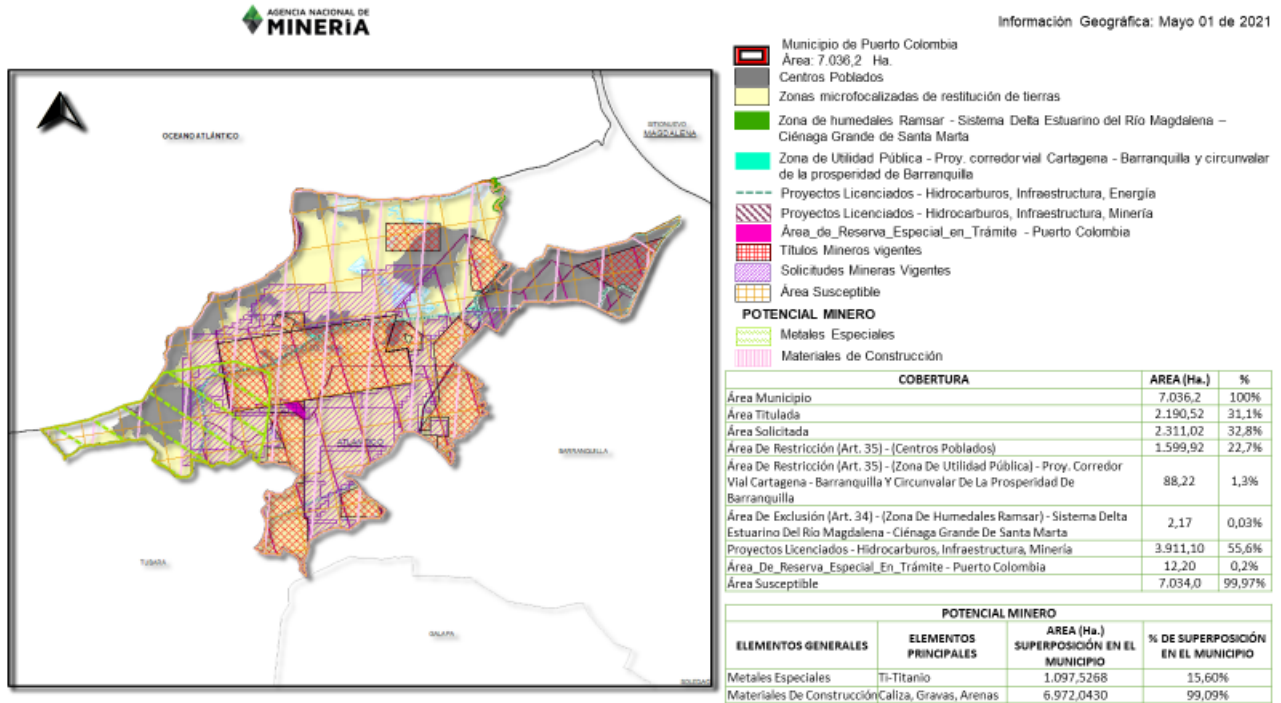 AGENCIA NACIONAL DE
MINERÍA
Información Geográfica: Mayo 01 de 2021
OCEANO ATLÁNTICO
SITIONUEVO
MAGDALENA
ATLANTICO
BARRANQUILLA
TUBARA
GALAPA
SOLEDAD
Municipio de Puerto Colombia
Área: 7.036,2 Ha.
Centros Poblados
Zonas microfocalizadas de restitución de tierras
Zona de humedales Ramsar - Sistema Delta Estuarino del Río Magdalena –
Ciénaga Grande de Santa Marta
Zona de Utilidad Pública - Proy. corredor vial Cartagena - Barranquilla y circunvalar
de la prosperidad de Barranquilla
Proyectos Licenciados - Hidrocarburos, Infraestructura, Energía
Proyectos Licenciados - Hidrocarburos, Infraestructura, Minería
Área_de_Reserva_Especial_en_Trámite - Puerto Colombia
Títulos Mineros vigentes
Solicitudes Mineras Vigentes
Área Susceptible
POTENCIAL MINERO
Metales Especiales
Materiales de Construcción
COBERTURA AREA (Ha.) %
Área Municipio 7.036,2 100%
Área Titulada 2.190,52 31,1%
Área Solicitada 2.311,02 32,8%
Área De Restricción (Art. 35) - (Centros Poblados) 1.599,92 22,7%
Área De Restricción (Art. 35) - (Zona De Utilidad Pública) - Proy. Corredor
Vial Cartagena - Barranquilla Y Circunvalar De La Prosperidad De
Barranquilla 88,22 1,3%
Área De Exclusión (Art. 34) - (Zona De Humedales Ramsar) - Sistema Delta
Estuarino Del Río Magdalena - Ciénaga Grande De Santa Marta 2,17 0,03%
Proyectos Licenciados - Hidrocarburos, Infraestructura, Minería 3.911,10 55,6%
Área_De_Reserva_Especial_En_Trámite - Puerto Colombia 12,20 0,2%
Área Susceptible 7.034,0 99,97%
POTENCIAL MINERO
ELEMENTOS GENERALES ELEMENTOS PRINCIPALES AREA (Ha.) SUPERPOSICIÓN EN EL MUNICIPIO % DE SUPERPOSICIÓN EN EL MUNICIPIO
Metales Especiales Ti-Titanio 1.097,5268 15,60%
Materiales De Construcción Caliza, Gravas, Arenas 6.972,0430 99,09%